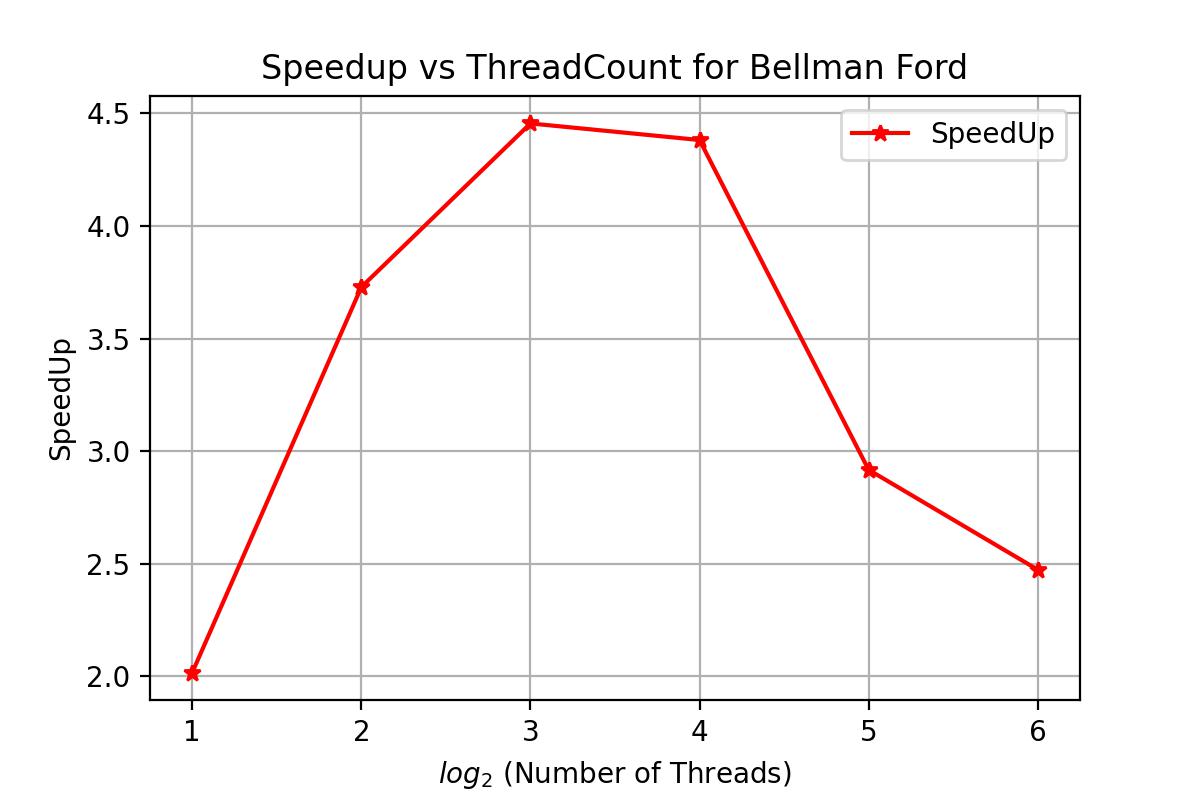 Speedup vs ThreadCount for Bellman Ford
SpeedUp
4.5
4.0
3.5
3.0
2.5
2.0
SpeedUp
1 2 3 4 5 6
log₂ (Number of Threads)